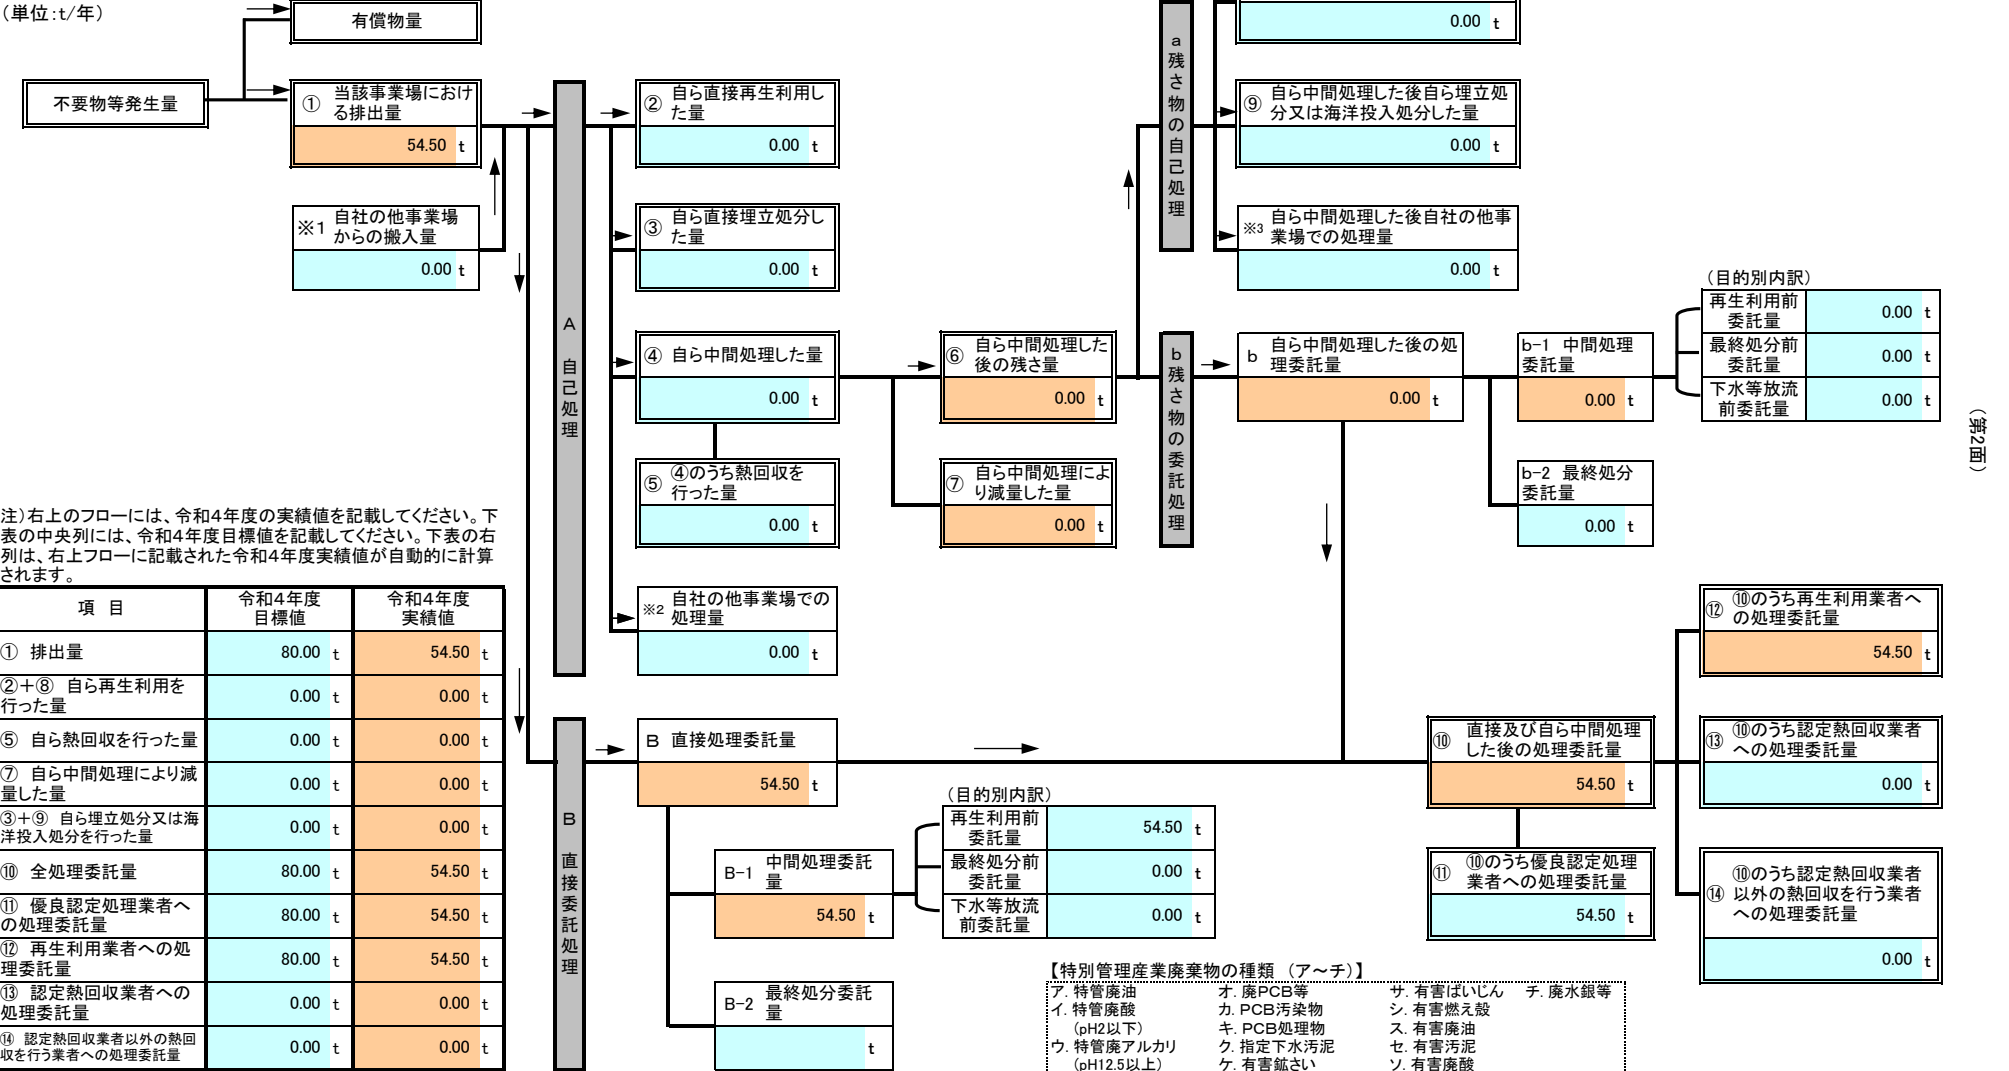 （単位:t/年）
有償物量
不要物等発生量
① 当該事業場におけ
る排出量
54.50 t
※1 自社の他事業場
からの搬入量
0.00 t
A 自己処理
② 自ら直接再生利用し
た量
0.00 t
③ 自ら直接埋立処分し
た量
0.00 t
④ 自ら中間処理した量
0.00 t
⑤ ④のうち熱回収を
行った量
0.00 t
※2 自社の他事業場での
処理量
0.00 t
⑥ 自ら中間処理した
後の残さ量
0.00 t
⑦ 自ら中間処理によ
り減量した量
0.00 t
a残さ物の自己処理
0.00 t
⑨ 自ら中間処理した後自ら埋立処
分又は海洋投入処分した量
0.00 t
※3 自ら中間処理した後自社の他事
業場での処理量
0.00 t
b残さ物の委託処理
b 自ら中間処理した後の処
理委託量
0.00 t
b-1 中間処理
委託量
0.00 t
b-2 最終処分
委託量
0.00 t
（目的別内訳）
再生利用前
委託量
0.00 t
最終処分前
委託量
0.00 t
下水等放流
前委託量
0.00 t
（第2面）
注）右上のフローには、令和4年度の実績値を記載してください。下
表の中央列には、令和4年度目標値を記載してください。下表の右
列は、右上フローに記載された令和4年度実績値が自動的に計算
されます。
項 目 令和4年度
目標値 令和4年度
実績値
① 排出量 80.00 t 54.50 t
②＋⑧ 自ら再生利用を
行った量 0.00 t 0.00 t
⑤ 自ら熱回収を行った量 0.00 t 0.00 t
⑦ 自ら中間処理により減
量した量 0.00 t 0.00 t
③＋⑨ 自ら埋立処分又は海
洋投入処分を行った量 0.00 t 0.00 t
⑩ 全処理委託量 80.00 t 54.50 t
⑪ 優良認定処理業者へ
の処理委託量 80.00 t 54.50 t
⑫ 再生利用業者への処
理委託量 80.00 t 54.50 t
⑬ 認定熱回収業者への
処理委託量 0.00 t 0.00 t
⑭ 認定熱回収業者以外の熱回
収を行う業者への処理委託量 0.00 t 0.00 t
B 直接委託処理
B 直接処理委託量
54.50 t
B-1 中間処理委託
量
54.50 t
B-2 最終処分委託
量
t
（目的別内訳）
再生利用前
委託量
54.50 t
最終処分前
委託量
0.00 t
下水等放流
前委託量
0.00 t
⑩ 直接及び自ら中間処理
した後の処理委託量
54.50 t
⑪ ⑩のうち優良認定処理
業者への処理委託量
54.50 t
⑫ ⑩のうち再生利用業者へ
の処理委託量
54.50 t
⑬ ⑩のうち認定熱回収業者
への処理委託量
0.00 t
⑭ ⑩のうち認定熱回収業者
以外の熱回収を行う業者
への処理委託量
0.00 t
【特別管理産業廃棄物の種類 （ア～チ）】
ア. 特管廃油 オ. 廃PCB等 サ. 有害ばいじん チ. 廃水銀等
イ. 特管廃酸 カ. PCB汚染物 シ. 有害燃え殻
（pH2以下） キ. PCB処理物 ス. 有害廃油
ウ. 特管廃アルカリ ク. 指定下水汚泥 セ. 有害汚泥
（pH12.5以上） ケ. 有害鉱さい ソ. 有害廃酸